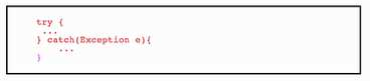 try {
...
} catch(Exception e){
...
}